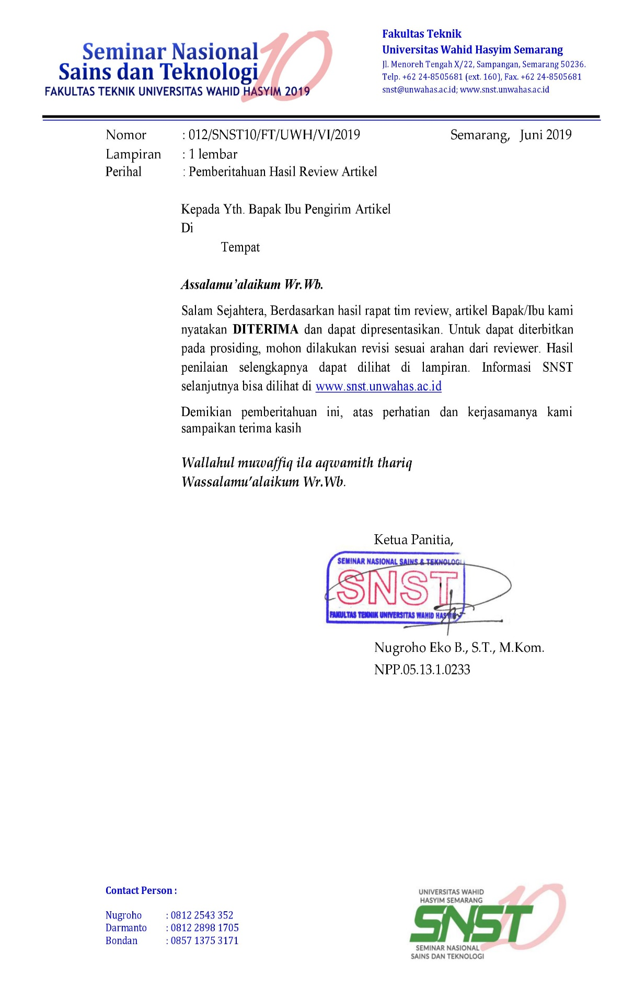 Seminar Nasional 10
Sains dan Teknologi
FAKULTAS TEKNIK UNIVERSITAS WAHID HASYIM 2019
Fakultas Teknik
Universitas Wahid Hasyim Semarang
Jl. Menoreh Tengah X/22, Sampangan, Semarang 50236.
Telp. +62 24-8505681 (ext. 160), Fax. +62 24-8505681
snst@unwahas.ac.id; www.snst.unwahas.ac.id
Nomor : 012/SNST10/FT/UWH/VI/2019 Semarang, Juni 2019
Lampiran : 1 lembar
Perihal : Pemberitahuan Hasil Review Artikel
Kepada Yth. Bapak Ibu Pengirim Artikel
Di
Tempat
Assalamu’alaikum Wr.Wb.
Salam Sejahtera, Berdasarkan hasil rapat tim review, artikel Bapak/Ibu kami
nyatakan DITERIMA dan dapat dipresentasikan. Untuk dapat diterbitkan
pada prosiding, mohon dilakukan revisi sesuai arahan dari reviewer. Hasil
penilaian selengkapnya dapat dilihat di lampiran. Informasi SNST
selanjutnya bisa dilihat di www.snst.unwahas.ac.id
Demikian pemberitahuan ini, atas perhatian dan kerjasamanya kami
sampaikan terima kasih
Wallahul muwaffiq ila aqwamith thariq
Wassalamu’alaikum Wr.Wb.
Ketua Panitia,
SEMINAR NASIONAL SAINS & TEKNOLOGI
SNST
FAKULTAS TEKNIK UNIVERSITAS WAHID HASYIM
Nugroho Eko B., S.T., M.Kom.
NPP.05.13.1.0233
Contact Person :
Nugroho : 0812 2543 352
Darmanto : 0812 2898 1705
Bondan : 0857 1375 3171
UNIVERSITAS WAHID
HASYIM SEMARANG
SNST 10
SEMINAR NASIONAL
SAINS DAN TEKNOLOGI